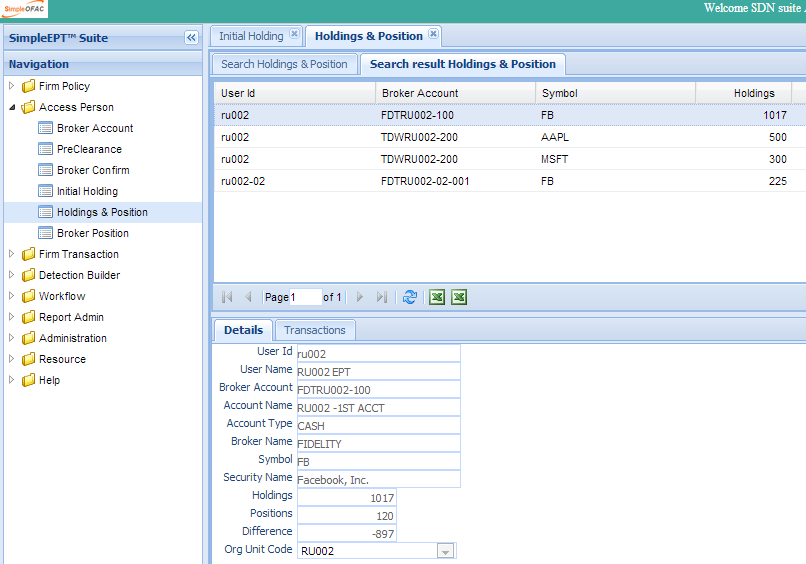 SimpleOFAC
Welcome SDN suite
SimpleEPT™ Suite
Navigation
Firm Policy
Access Person
Broker Account
PreClearance
Broker Confirm
Initial Holding
Holdings & Position
Broker Position
Firm Transaction
Detection Builder
Workflow
Report Admin
Administration
Resource
Help
Initial Holding
Holdings & Position
Search Holdings & Position
Search result Holdings & Position
User Id Broker Account Symbol Holdings
ru002 FDTRU002-100 FB 1017
ru002 TDWRU002-200 AAPL 500
ru002 TDWRU002-200 MSFT 300
ru002-02 FDTRU002-02-001 FB 225
Page 1 of 1
Details Transactions
User Id ru002
User Name RU002 EPT
Broker Account FDTRU002-100
Account Name RU002 -1ST ACCT
Account Type CASH
Broker Name FIDELITY
Symbol FB
Security Name Facebook, Inc.
Holdings 1017
Positions 120
Difference -897
Org Unit Code RU002